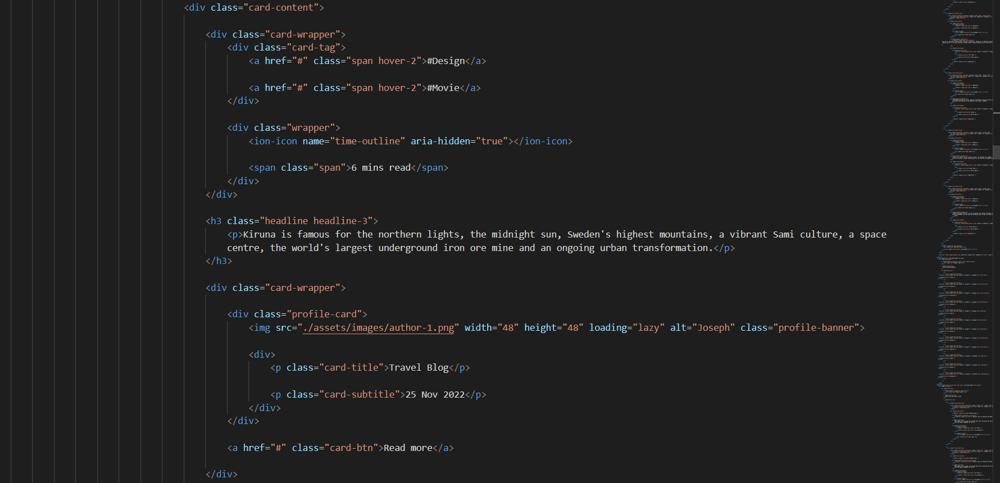 <div class="card-content">
<div class="card-wrapper">
<div class="card-tag">
<a href="#" class="span hover-2">#Design</a>
<a href="#" class="span hover-2">#Movie</a>
</div>
<div class="wrapper">
<ion-icon name="time-outline" aria-hidden="true"></ion-icon>
<span class="span">6 mins read</span>
</div>
</div>
<h3 class="headline headline-3">
<p>Kiruna is famous for the northern lights, the midnight sun, Sweden's highest mountains, a vibrant Sami culture, a space
centre, the world's largest underground iron ore mine and an ongoing urban transformation.</p>
</h3>
<div class="card-wrapper">
<div class="profile-card">
<img src="./assets/images/author-1.png" width="48" height="48" loading="lazy" alt="Joseph" class="profile-banner">
<div>
<p class="card-title">Travel Blog</p>
<p class="card-subtitle">25 Nov 2022</p>
</div>
</div>
<a href="#" class="card-btn">Read more</a>
</div>